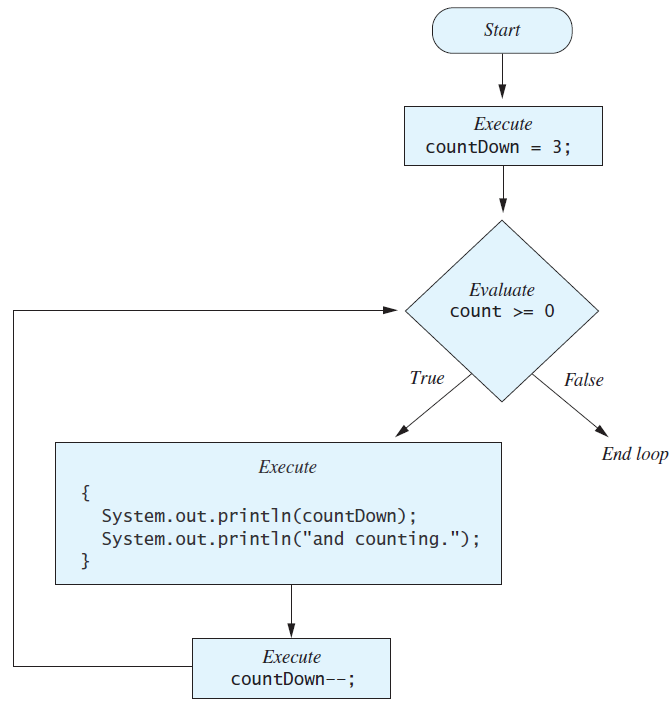 Start
Execute
countDown = 3;
Evaluate
count >= 0
True
False
End loop
Execute
{
System.out.println(countDown);
System.out.println("and counting.");
}
Execute
countDown--;